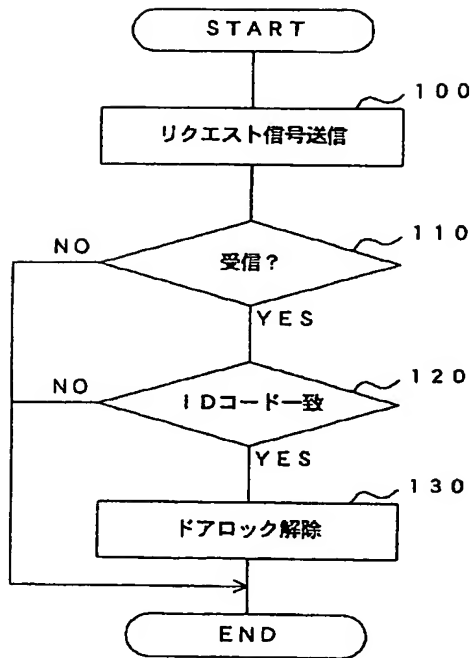 START
100
リクエスト信号送信
110
NO
受信？
YES
120
NO
IDコード一致
YES
130
ドアロック解除
END